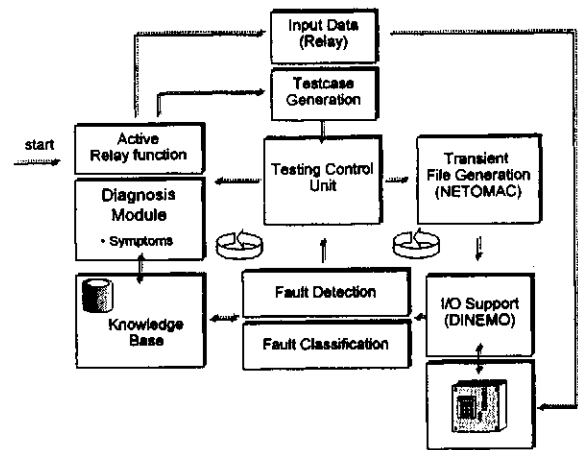 Input Data
(Relay)
Testcase
Generation
start
Active
Relay function
Testing Control
Unit
Transient
File Generation
(NETOMAC)
Diagnosis
Module
• Symptoms
Fault Detection
I/O Support
(DINEMO)
Knowledge
Base
Fault Classification